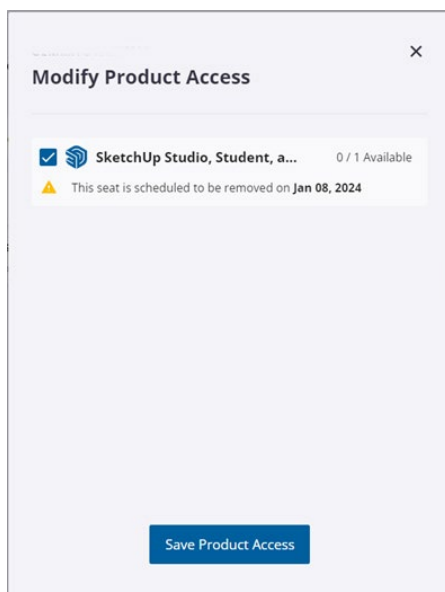 Modify Product Access
SketchUp Studio, Student, a... 0 / 1 Available
This seat is scheduled to be removed on Jan 08, 2024
Save Product Access